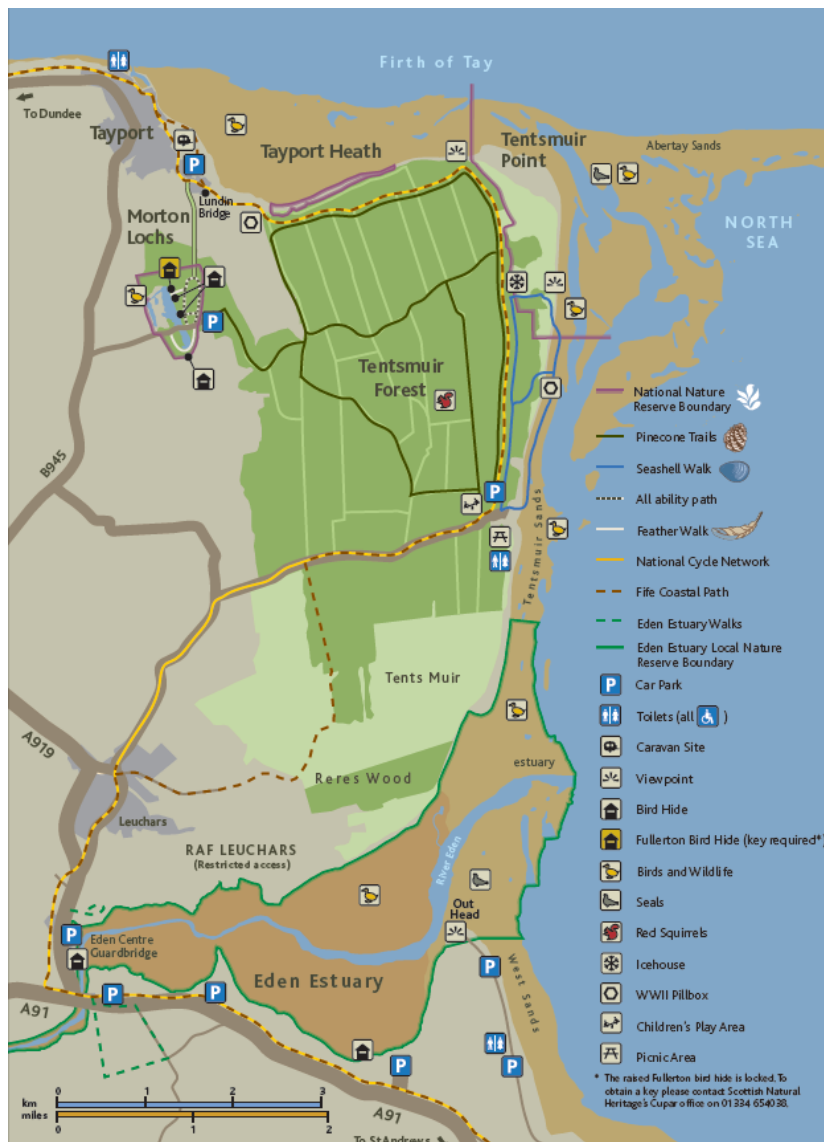 Firth of Tay
To Dundee
Tayport
Tayport Heath
Tentsmuir
Point
Abertay Sands
Lundin
Bridge
NORTH
SEA
Morton
Lochs
P
P
Tentsmuir
Forest
B945
P
Tentsmuir Sands
National Nature
Reserve Boundary
Pinecone Trails
Seashell Walk
All ability path
Feather Walk
National Cycle Network
Fife Coastal Path
Eden Estuary Walks
Eden Estuary Local Nature
Reserve Boundary
P Car Park
Toilets (all )
Caravan Site
Viewpoint
Bird Hide
Fullerton Bird Hide (key required*)
Birds and Wildlife
Seals
Red Squirrels
Icehouse
WWII Pillbox
Children's Play Area
Picnic Area
* The raised Fullerton bird hide is locked. To
obtain a key please contact Scottish Natural
Heritage's Cupar office on 01334 654038.
Tents Muir
A919
estuary
Reres Wood
Leuchars
RAF LEUCHARS
(Restricted access)
River Eden
Out
Head
P
Eden Centre
Guardbridge
Eden Estuary
P
West Sands
A91
P
P
P
P
km
0 1 2 3
miles
0 1 2
A91
To St Andrews